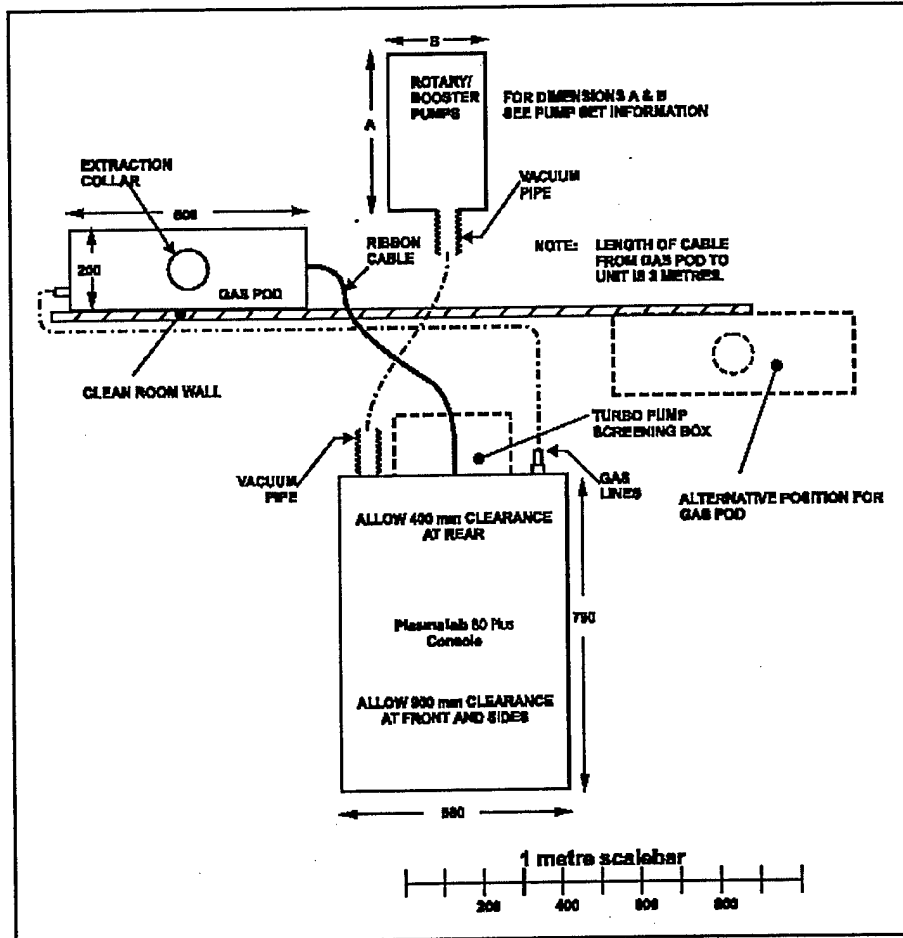 B
ROTARY/
BOOSTER
PUMPS
A
FOR DIMENSIONS A & B
SEE PUMP SET INFORMATION
EXTRACTION
COLLAR
VACUUM
PIPE
600
RIBBON
CABLE
NOTE: LENGTH OF CABLE
FROM GAS POD TO
UNIT IS 3 METRES.
200
GAS POD
CLEAN ROOM WALL
TURBO PUMP
SCREENING BOX
VACUUM
PIPE
GAS
LINES
ALTERNATIVE POSITION FOR
GAS POD
ALLOW 400 mm CLEARANCE
AT REAR
790
Plasmalab 80 Plus
Console
ALLOW 900 mm CLEARANCE
AT FRONT AND SIDES
580
1 metre scalebar
200 400 600 800